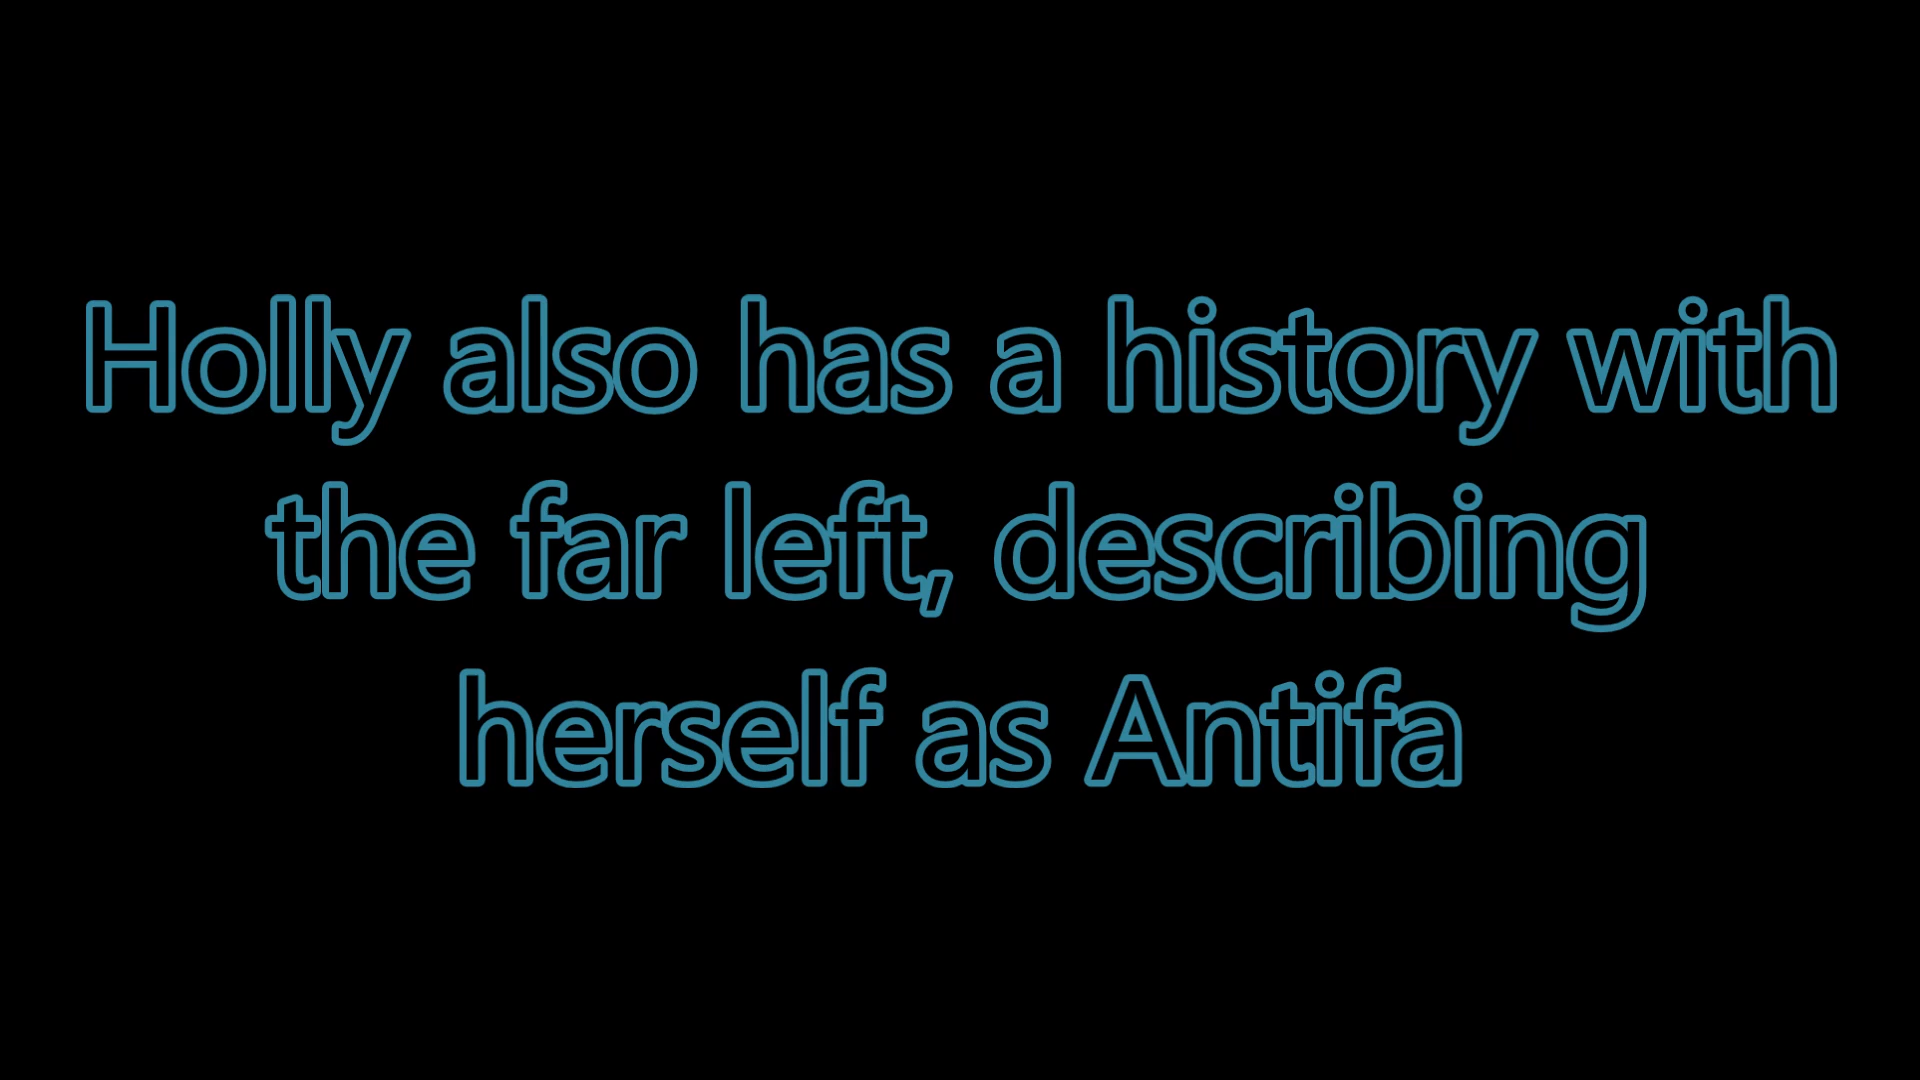 Holly also has a history with
the far left, describing
herself as Antifa